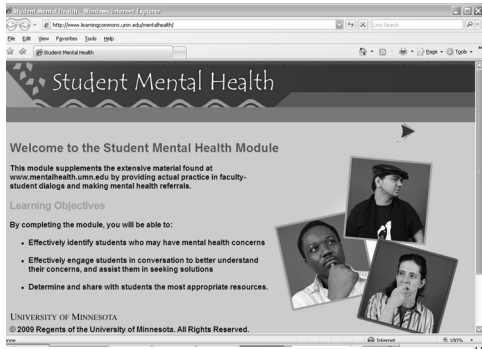 Student Mental Health - Windows Internet Explorer
http://www.learningcommons.umn.edu/mentalhealth/
Live Search
File Edit View Favorites Tools Help
Student Mental Health
Page Tools
Student Mental Health
Welcome to the Student Mental Health Module
This module supplements the extensive material found at
www.mentalhealth.umn.edu by providing actual practice in faculty-
student dialogs and making mental health referrals.
Learning Objectives
By completing the module, you will be able to:
• Effectively identify students who may have mental health concerns
• Effectively engage students in conversation to better understand
their concerns, and assist them in seeking solutions
• Determine and share with students the most appropriate resources.
UNIVERSITY OF MINNESOTA
© 2009 Regents of the University of Minnesota. All Rights Reserved.
Internet
100%